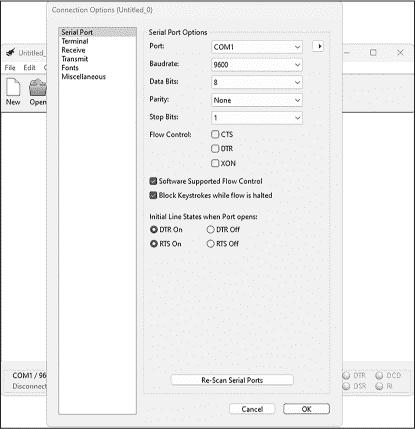 Connection Options (Untitled_0)
Serial Port
Terminal
Receive
Transmit
Fonts
Miscellaneous
Serial Port Options
Port: COM1
Baudrate: 9600
Data Bits: 8
Parity: None
Stop Bits: 1
Flow Control: CTS
DTR
XON
Software Supported Flow Control
Block Keystrokes while flow is halted
Initial Line States when Port opens:
DTR On DTR Off
RTS On RTS Off
Re-Scan Serial Ports
Cancel OK
Untitled_
File Edit
New Open
COM1 / 96
Disconnect
DTR DCD
DSR RI